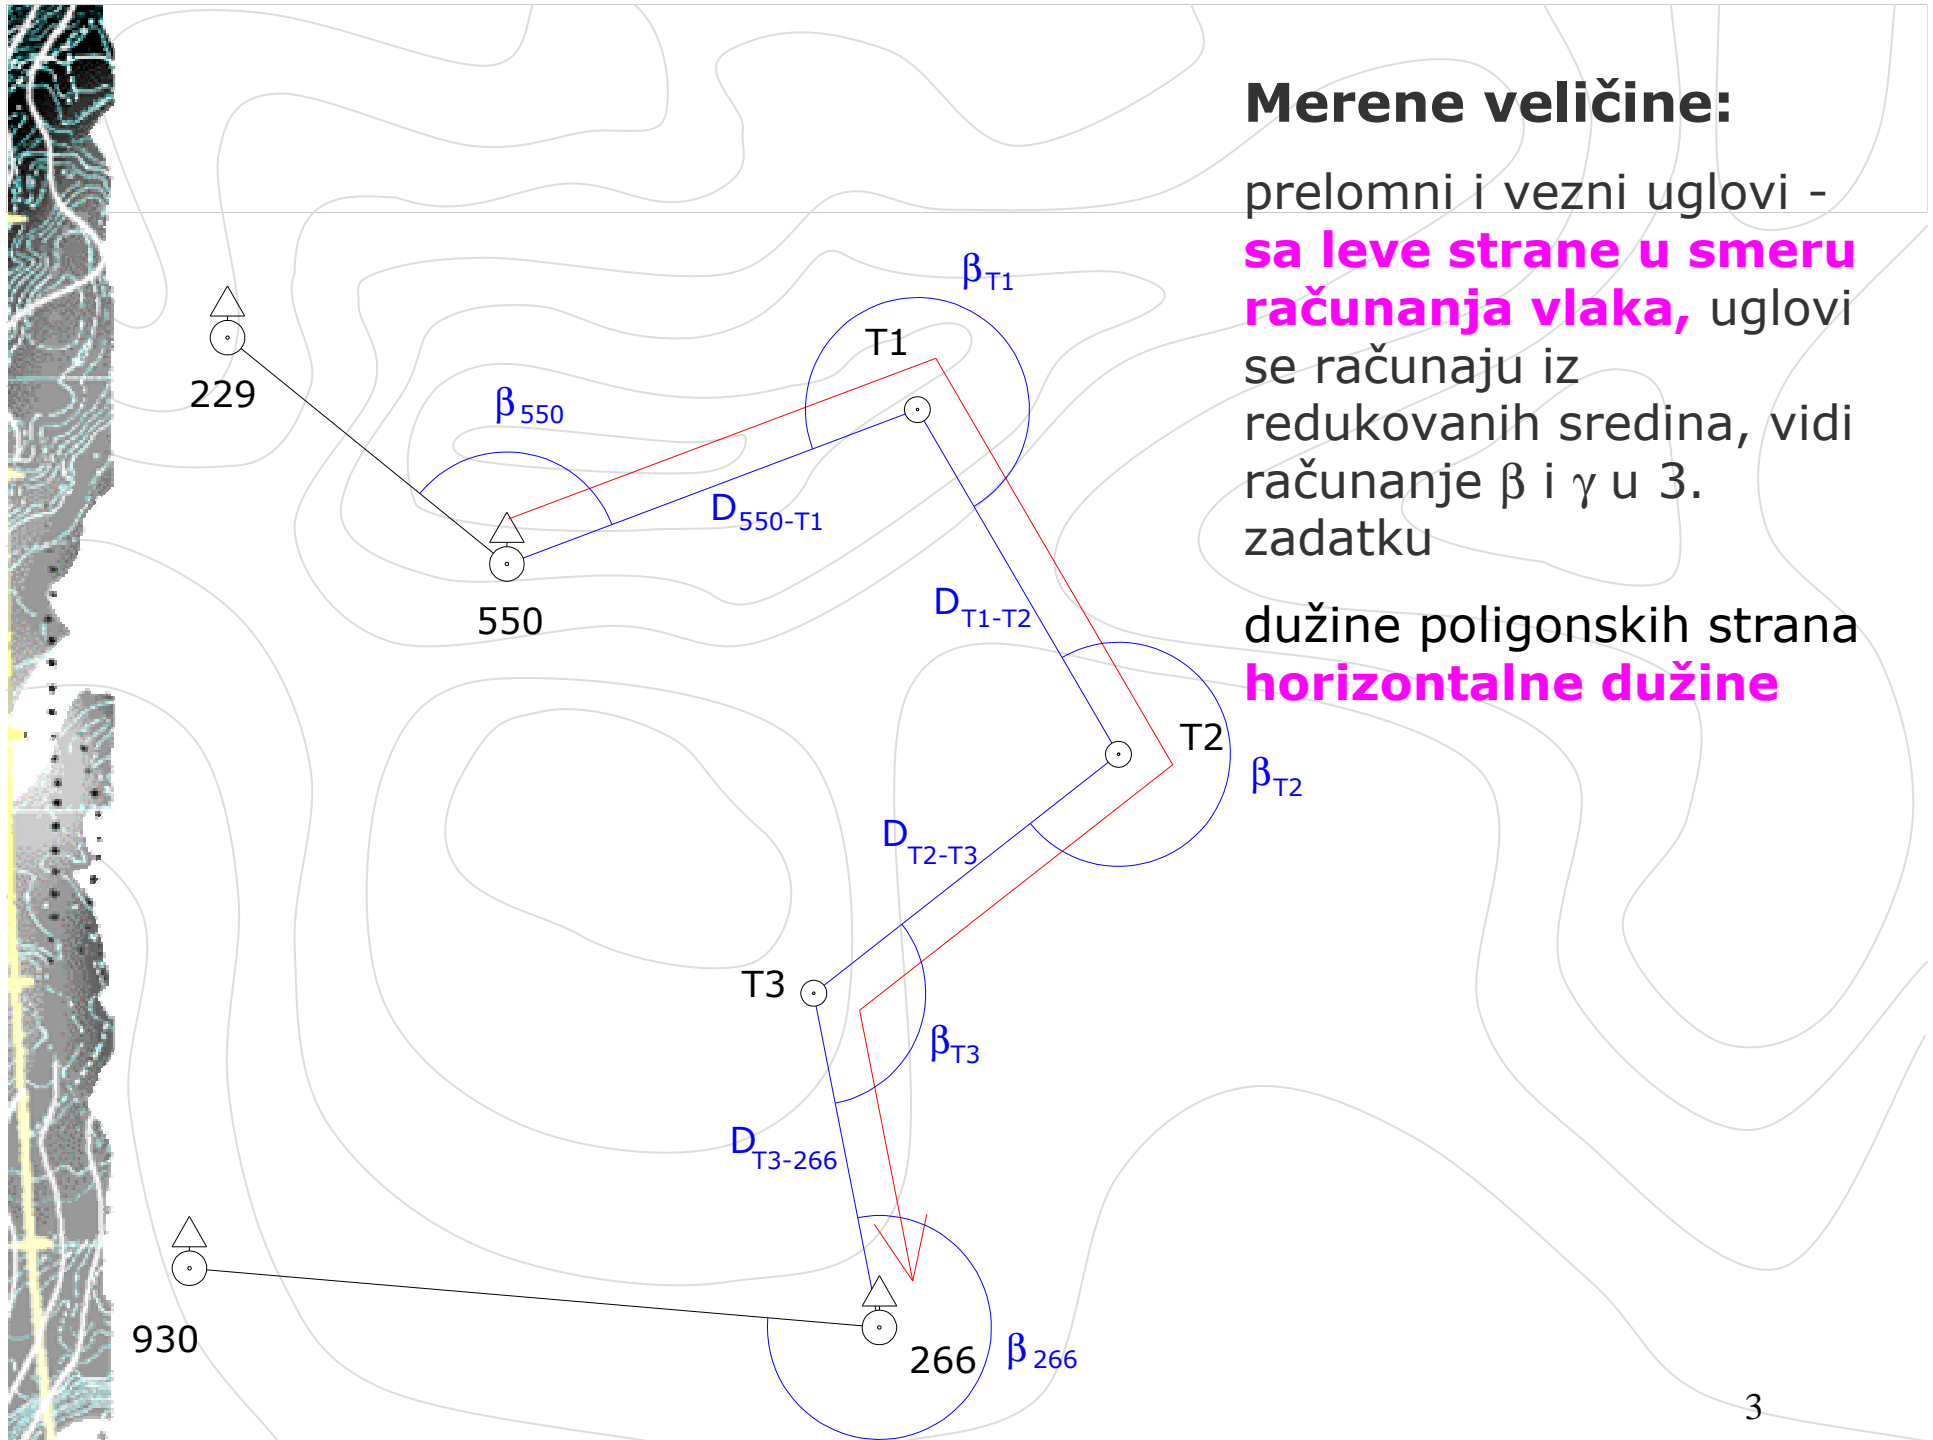 Merene veličine:
prelomni i vezni uglovi -
sa leve strane u smeru
računanja vlaka, uglovi
se računaju iz
redukovanih sredina, vidi
računanje β i γ u 3.
zadatku
dužine poligonskih strana
horizontalne dužine
229
β550
550
D550-T1
T1
βT1
DT1-T2
T2
βT2
DT2-T3
T3
βT3
DT3-266
930
266
β266
3